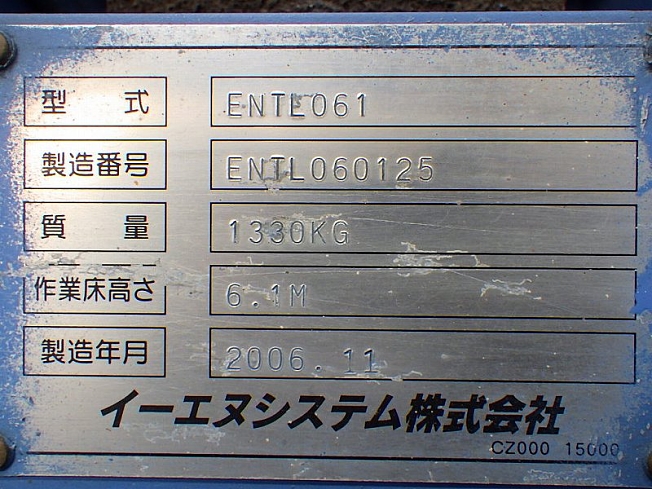 型式 ENTL061
製造番号 ENTL060125
質量 1330KG
作業床高さ 6.1M
製造年月 2006.11
イーエヌシステム株式会社
CZ000 15000